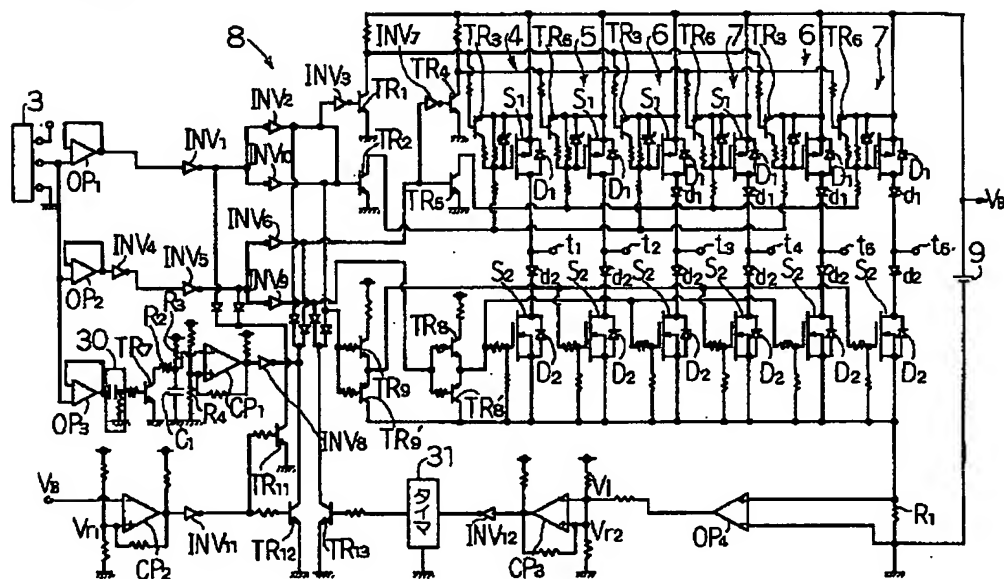 8
INV7
TR3 4 TR6 5 TR3 6 TR6 7 TR3 6 TR6 7
TR4
INV3
INV2
TR1
S1 S1 S1 S1
3
INV1
INV10
TR2
OP1
D1 D1 D1 D1 D1 D1
TR5
d1 d1 d1
INV6
VB
INV4
INV5
t1 t2 t3 t4 t6 t6'
9
OP2
INV9
d2 d2 d2 d2 d2 d2
S2 S2 S2 S2 S2 S2
R3
R2
30
TR7
TR8
D2 D2 D2 D2 D2 D2
TR9
OP3
CP1
R4
C1
TR8'
TR9'
INV8
TR11
31
VB
タイマ
V1
R1
Vr1
Vr2
CP2
INV11
TR12
TR13
INV12
CP3
OP4